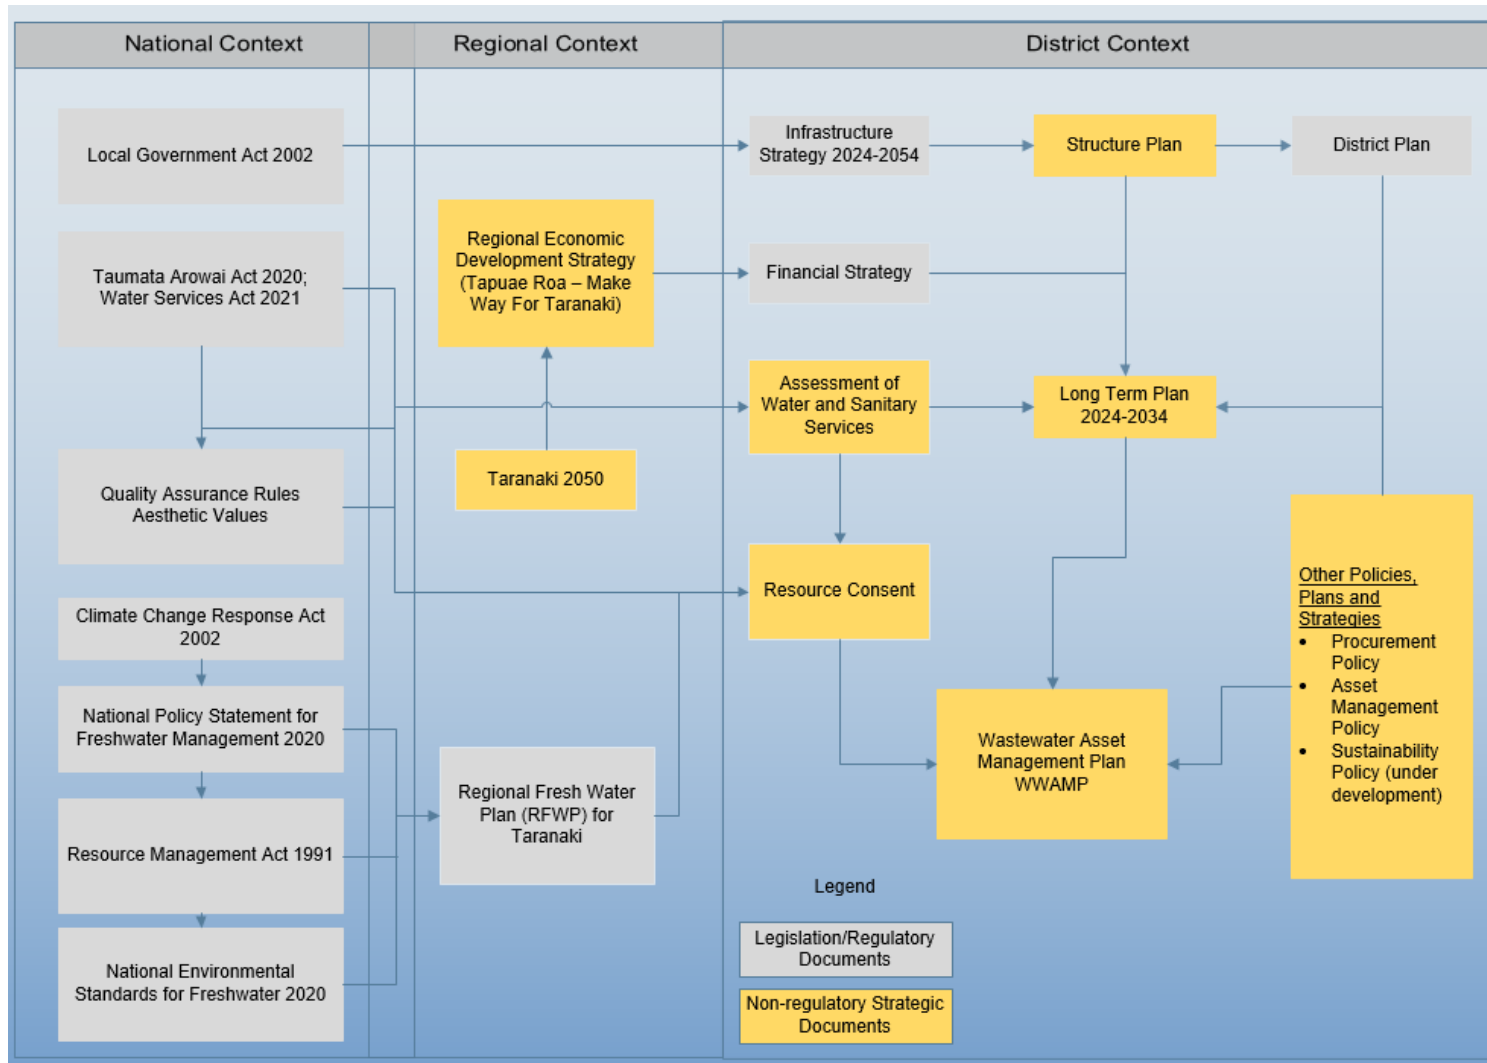 National Context
Regional Context
District Context
Local Government Act 2002
Taumata Arowai Act 2020;
Water Services Act 2021
Quality Assurance Rules
Aesthetic Values
Climate Change Response Act
2002
National Policy Statement for
Freshwater Management 2020
Resource Management Act 1991
National Environmental
Standards for Freshwater 2020
Regional Economic
Development Strategy
(Tapuae Roa – Make
Way For Taranaki)
Taranaki 2050
Regional Fresh Water
Plan (RFWP) for
Taranaki
Infrastructure
Strategy 2024-2054
Structure Plan
District Plan
Financial Strategy
Assessment of
Water and Sanitary
Services
Long Term Plan
2024-2034
Resource Consent
Wastewater Asset
Management Plan
WWAMP
Other Policies,
Plans and
Strategies
• Procurement
Policy
• Asset
Management
Policy
• Sustainability
Policy (under
development)
Legend
Legislation/Regulatory
Documents
Non-regulatory Strategic
Documents